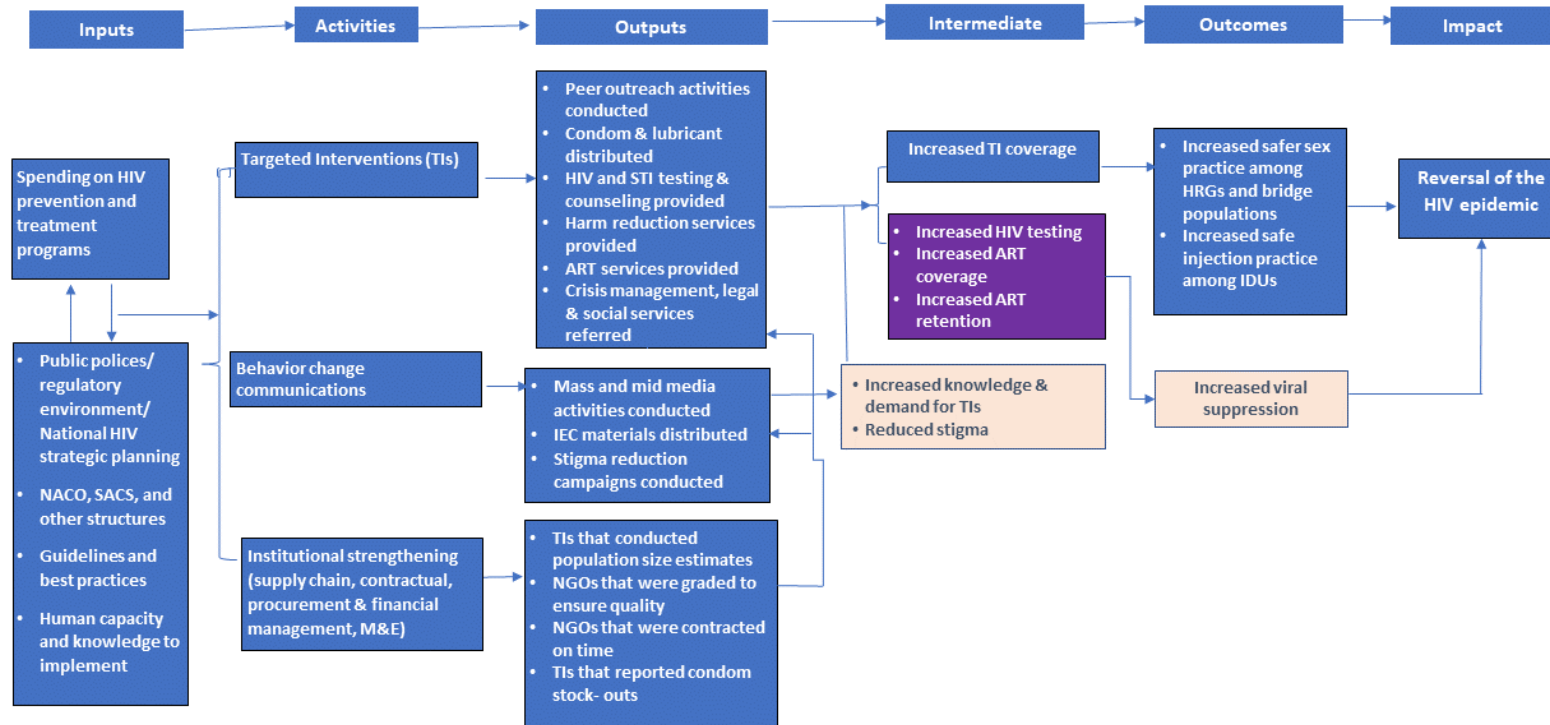 Inputs
Activities
Outputs
Intermediate
Outcomes
Impact
Spending on HIV
prevention and
treatment
programs
• Public polices/
regulatory
environment/
National HIV
strategic planning
• NACO, SACS, and
other structures
• Guidelines and
best practices
• Human capacity
and knowledge to
implement
Targeted Interventions (TIs)
Behavior change
communications
Institutional strengthening
(supply chain, contractual,
procurement & financial
management, M&E)
• Peer outreach activities
conducted
• Condom & lubricant
distributed
• HIV and STI testing &
counseling provided
• Harm reduction services
provided
• ART services provided
• Crisis management, legal
& social services
referred
• Mass and mid media
activities conducted
• IEC materials distributed
• Stigma reduction
campaigns conducted
• TIs that conducted
population size estimates
• NGOs that were graded to
ensure quality
• NGOs that were contracted
on time
• TIs that reported condom
stock- outs
Increased TI coverage
• Increased HIV testing
• Increased ART
coverage
• Increased ART
retention
• Increased knowledge &
demand for TIs
• Reduced stigma
• Increased safer sex
practice among
HRGs and bridge
populations
• Increased safe
injection practice
among IDUs
Increased viral
suppression
Reversal of the
HIV epidemic